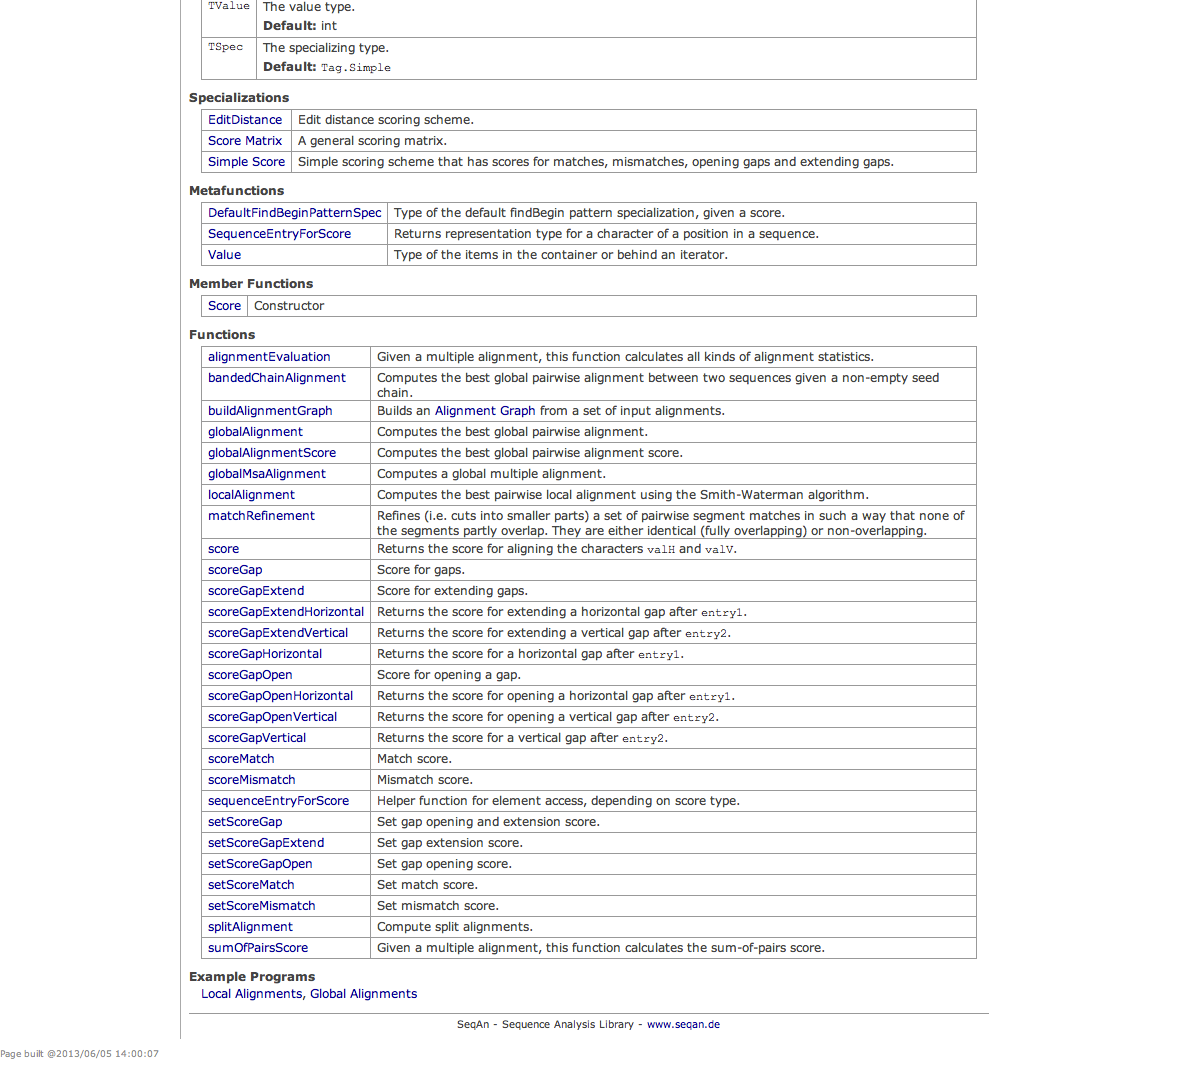 TValue The value type.
Default: int
TSpec The specializing type.
Default: Tag.Simple
Specializations
EditDistance Edit distance scoring scheme.
Score Matrix A general scoring matrix.
Simple Score Simple scoring scheme that has scores for matches, mismatches, opening gaps and extending gaps.
Metafunctions
DefaultFindBeginPatternSpec Type of the default findBegin pattern specialization, given a score.
SequenceEntryForScore Returns representation type for a character of a position in a sequence.
Value Type of the items in the container or behind an iterator.
Member Functions
Score Constructor
Functions
alignmentEvaluation Given a multiple alignment, this function calculates all kinds of alignment statistics.
bandedChainAlignment Computes the best global pairwise alignment between two sequences given a non-empty seed
chain.
buildAlignmentGraph Builds an Alignment Graph from a set of input alignments.
globalAlignment Computes the best global pairwise alignment.
globalAlignmentScore Computes the best global pairwise alignment score.
globalMsaAlignment Computes a global multiple alignment.
localAlignment Computes the best pairwise local alignment using the Smith-Waterman algorithm.
matchRefinement Refines (i.e. cuts into smaller parts) a set of pairwise segment matches in such a way that none of
the segments partly overlap. They are either identical (fully overlapping) or non-overlapping.
score Returns the score for aligning the characters valH and valV.
scoreGap Score for gaps.
scoreGapExtend Score for extending gaps.
scoreGapExtendHorizontal Returns the score for extending a horizontal gap after entry1.
scoreGapExtendVertical Returns the score for extending a vertical gap after entry2.
scoreGapHorizontal Returns the score for a horizontal gap after entry1.
scoreGapOpen Score for opening a gap.
scoreGapOpenHorizontal Returns the score for opening a horizontal gap after entry1.
scoreGapOpenVertical Returns the score for opening a vertical gap after entry2.
scoreGapVertical Returns the score for a vertical gap after entry2.
scoreMatch Match score.
scoreMismatch Mismatch score.
sequenceEntryForScore Helper function for element access, depending on score type.
setScoreGap Set gap opening and extension score.
setScoreGapExtend Set gap extension score.
setScoreGapOpen Set gap opening score.
setScoreMatch Set match score.
setScoreMismatch Set mismatch score.
splitAlignment Compute split alignments.
sumOfPairsScore Given a multiple alignment, this function calculates the sum-of-pairs score.
Example Programs
Local Alignments, Global Alignments
SeqAn - Sequence Analysis Library - www.seqan.de
Page built @2013/06/05 14:00:07